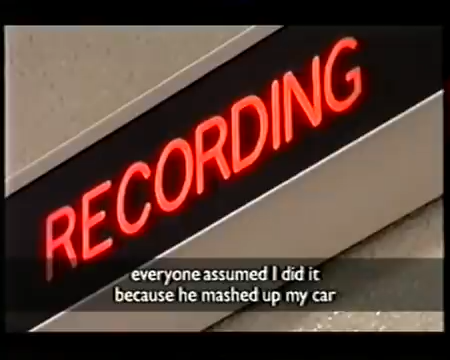 RECORDING
everyone assumed I did it
because he mashed up my car